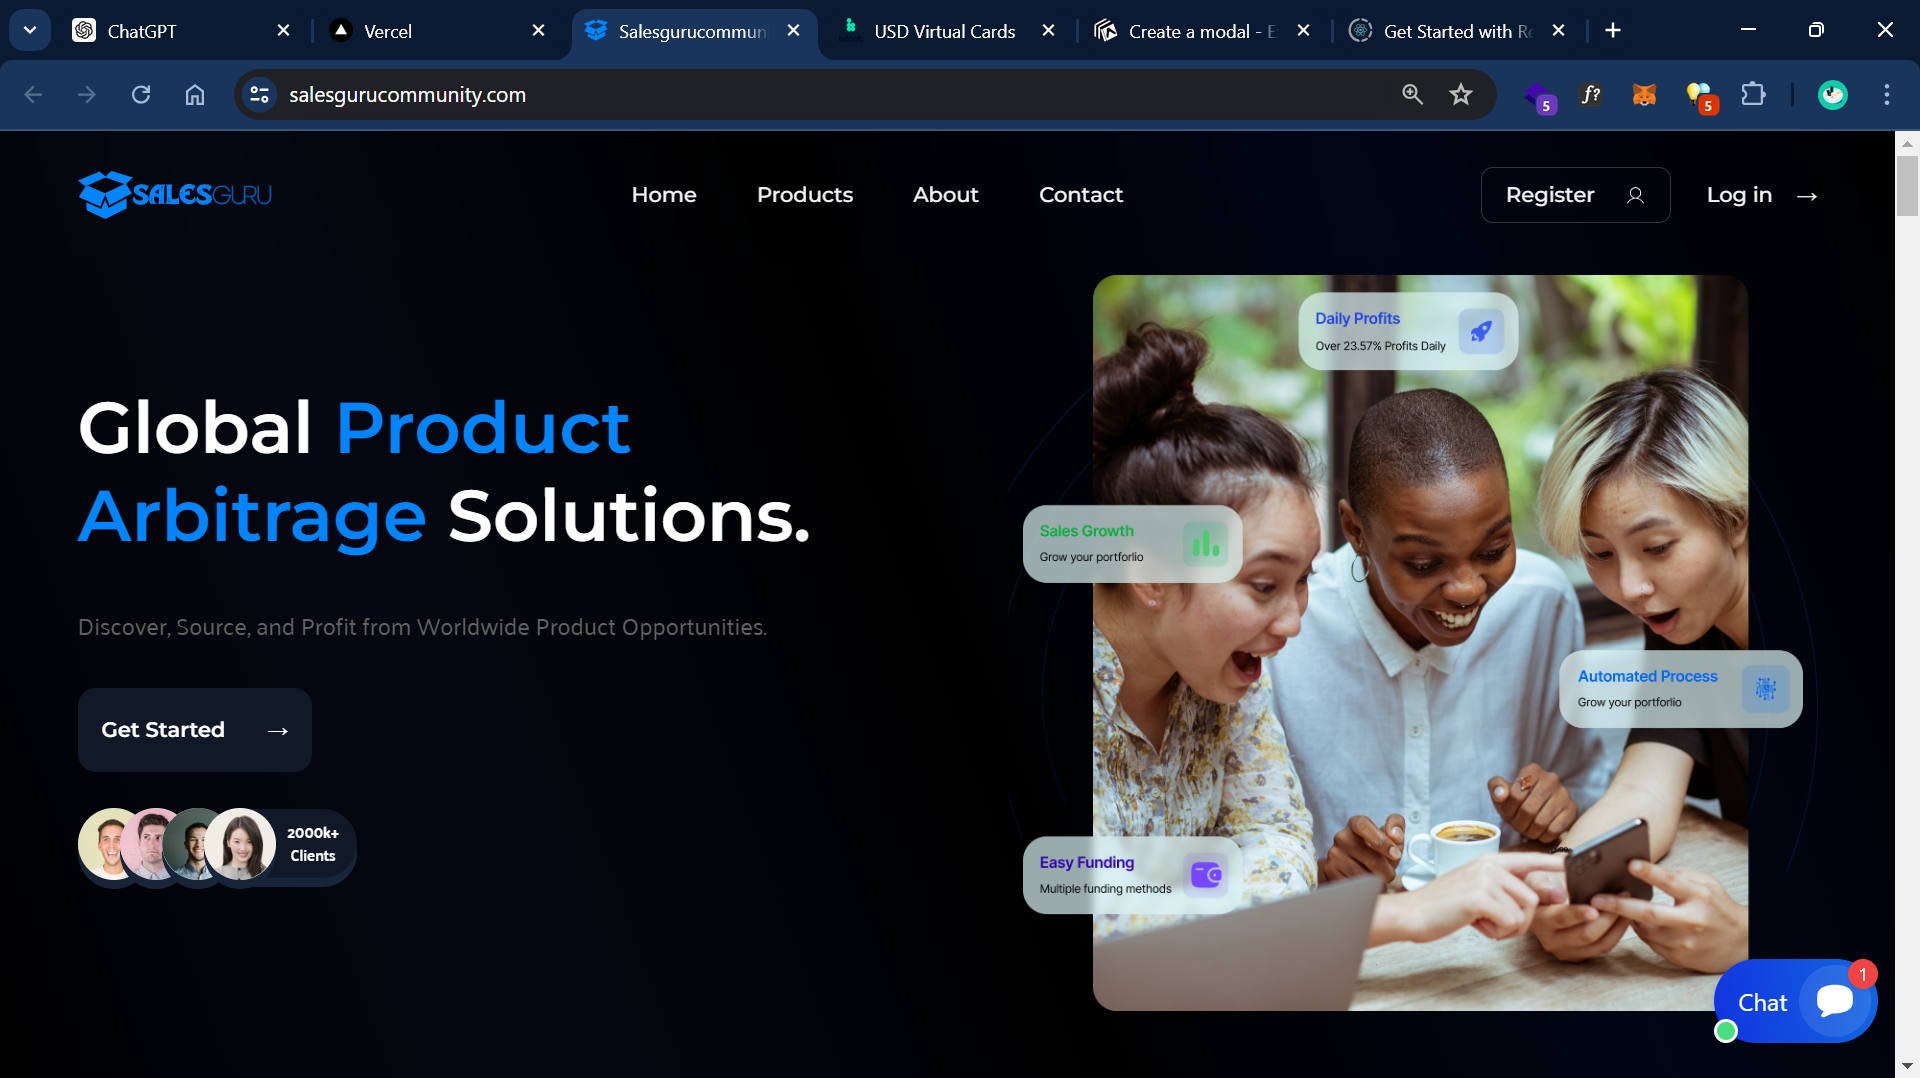 ChatGPT
Vercel
Salesgurucommun
USD Virtual Cards
Create a modal - E
Get Started with Re
salesgurucommunity.com
5
f?
5
SALESGURU
Home
Products
About
Contact
Register
Log in →
Daily Profits
Over 23.57% Profits Daily
Global Product
Arbitrage Solutions.
Sales Growth
Grow your portforlio
Discover, Source, and Profit from Worldwide Product Opportunities.
Automated Process
Grow your portforlio
Get Started →
2000k+
Clients
Easy Funding
Multiple funding methods
Chat
1